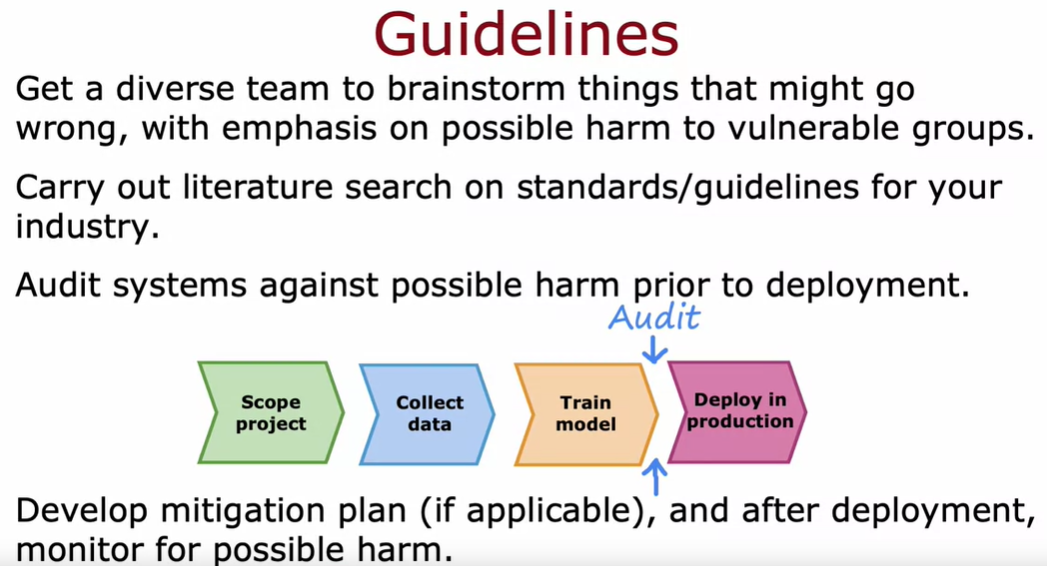 Guidelines
Get a diverse team to brainstorm things that might go
wrong, with emphasis on possible harm to vulnerable groups.
Carry out literature search on standards/guidelines for your
industry.
Audit systems against possible harm prior to deployment.
Audit
Scope
project
Collect
data
Train
model
Deploy in
production
Develop mitigation plan (if applicable), and after deployment,
monitor for possible harm.